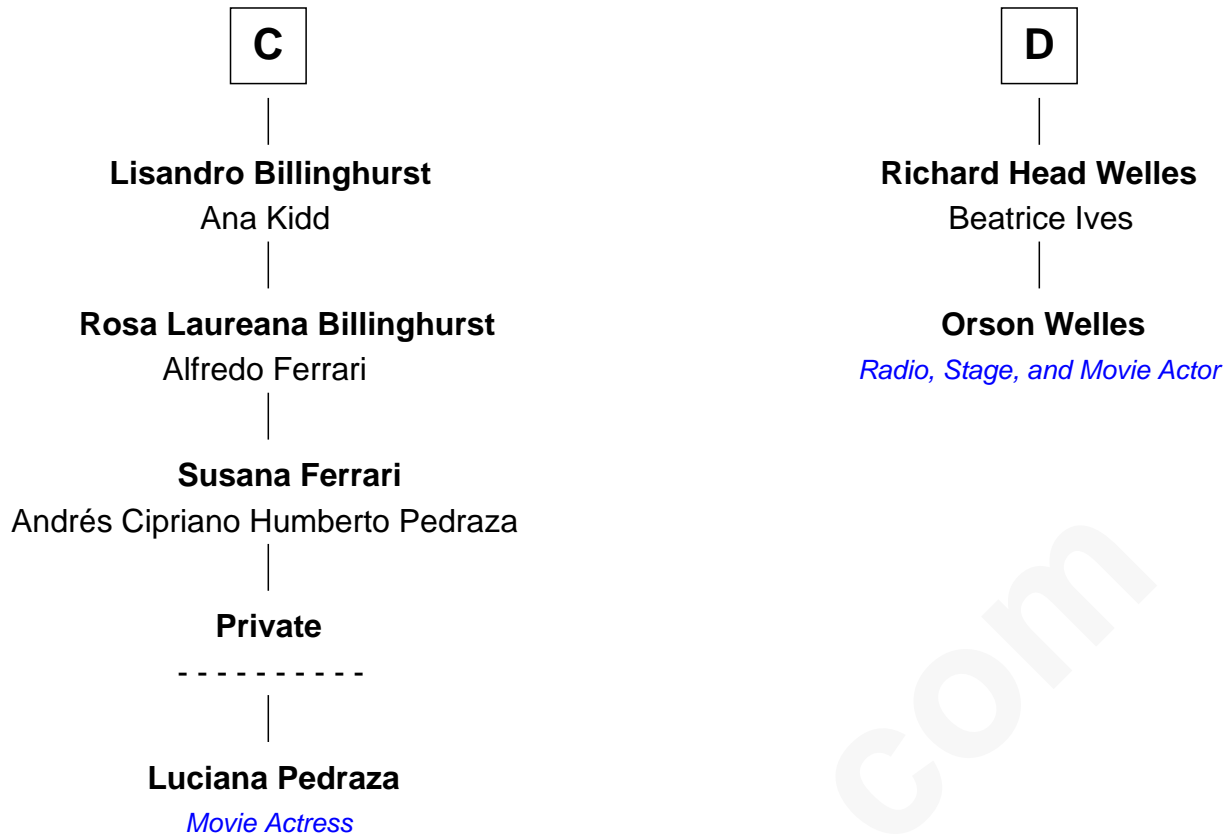 C
Lisandro Billinghurst
Ana Kidd
Rosa Laureana Billinghurst
Alfredo Ferrari
Susana Ferrari
Andrés Cipriano Humberto Pedraza
Private
- - - - - - - - - -
Luciana Pedraza
Movie Actress
D
Richard Head Welles
Beatrice Ives
Orson Welles
Radio, Stage, and Movie Actor
com